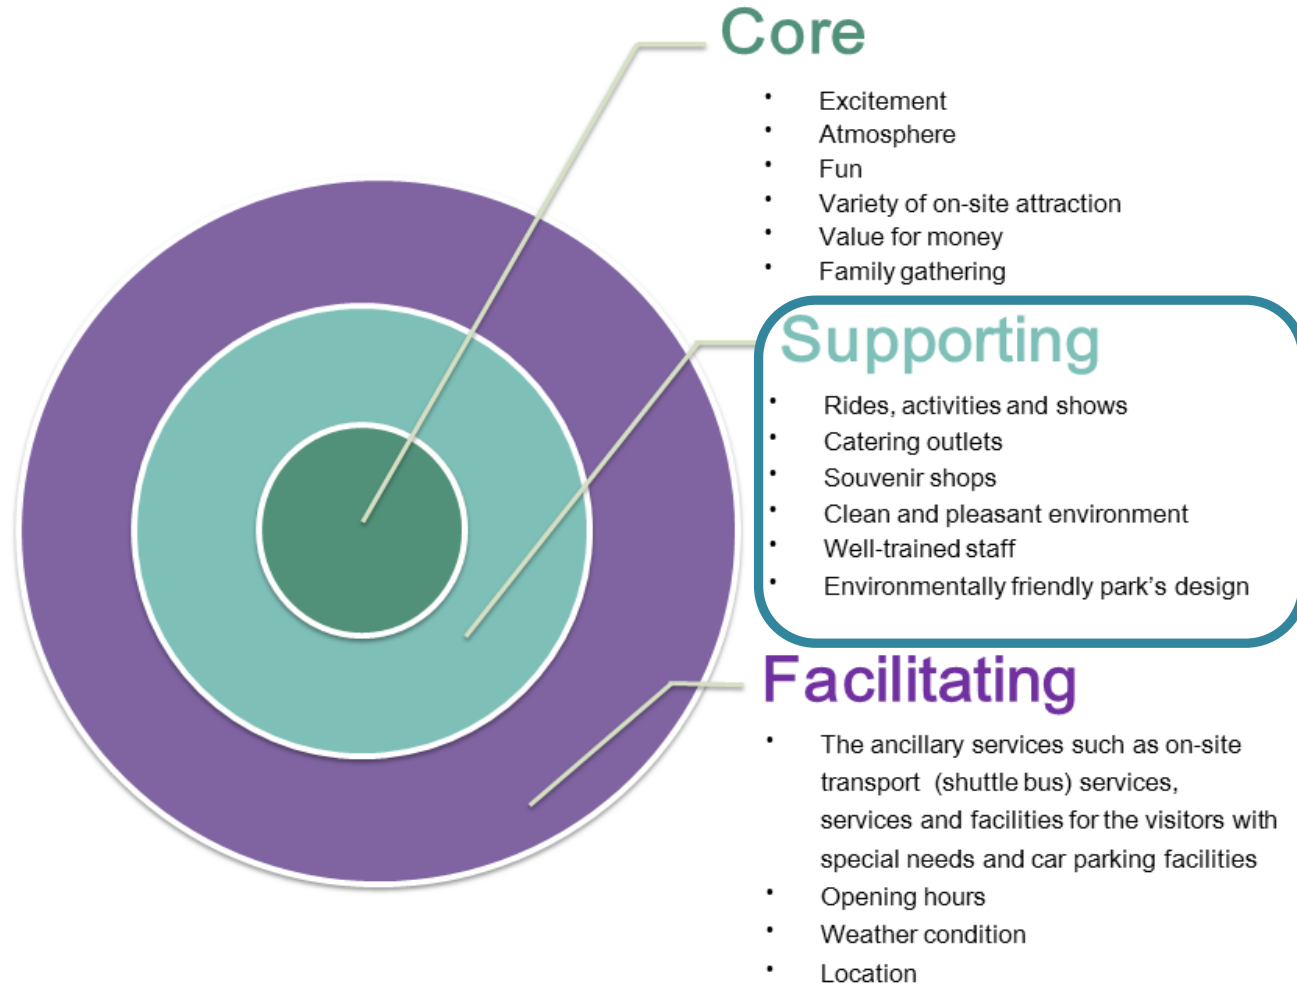 Core
• Excitement
• Atmosphere
• Fun
• Variety of on-site attraction
• Value for money
• Family gathering
Supporting
• Rides, activities and shows
• Catering outlets
• Souvenir shops
• Clean and pleasant environment
• Well-trained staff
• Environmentally friendly park's design
Facilitating
• The ancillary services such as on-site
transport (shuttle bus) services,
services and facilities for the visitors with
special needs and car parking facilities
• Opening hours
• Weather condition
• Location